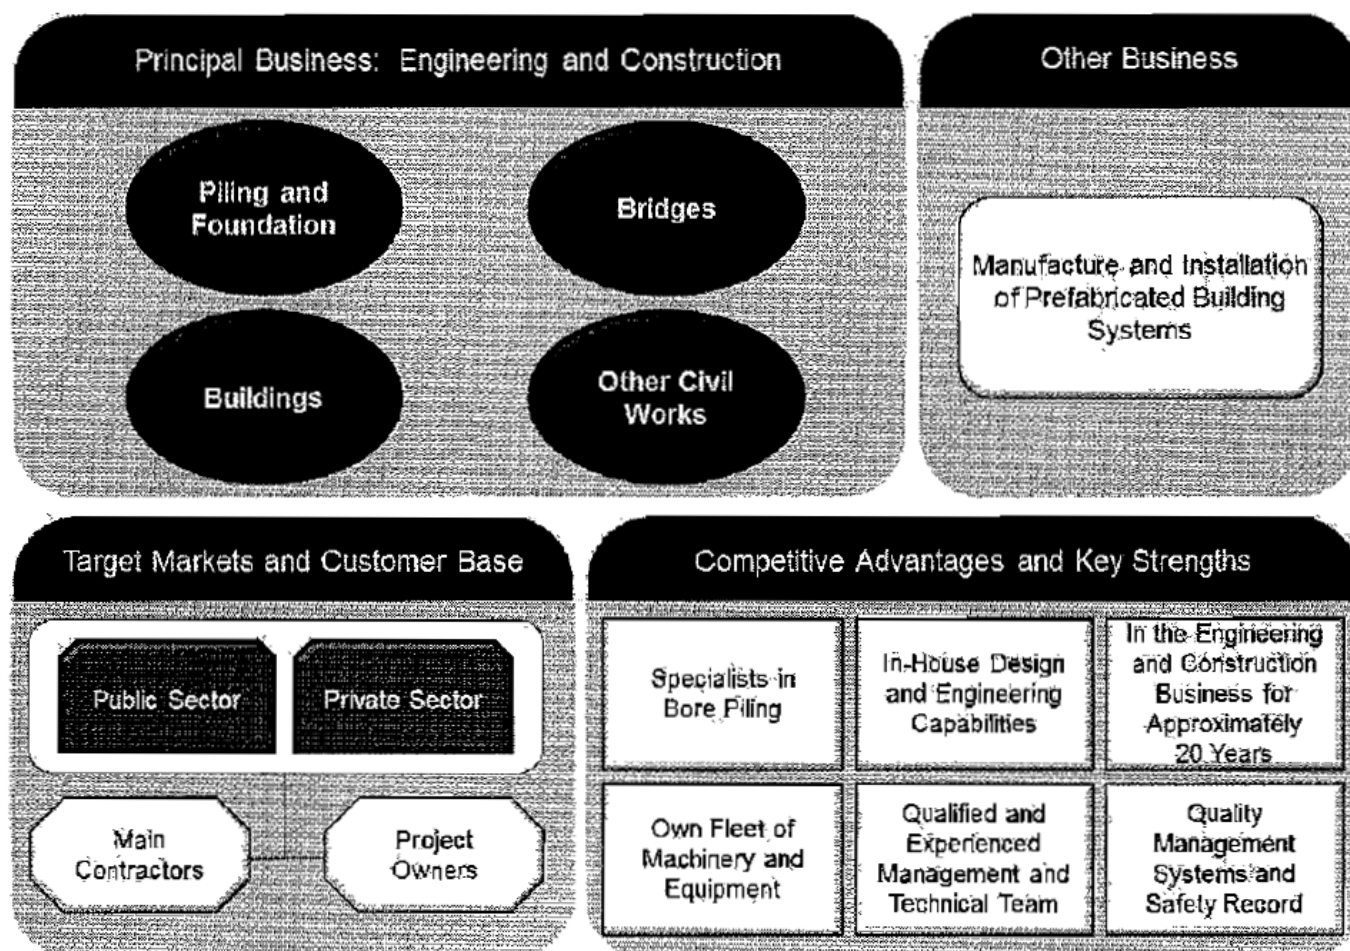 Principal Business: Engineering and Construction
Piling and
Foundation
Bridges
Buildings
Other Civil
Works
Other Business
Manufacture and Installation
of Prefabricated Building
Systems
Target Markets and Customer Base
Public Sector
Private Sector
Main
Contractors
Project
Owners
Competitive Advantages and Key Strengths
Specialists in
Bore Piling
In-House Design
and Engineering
Capabilities
In the Engineering
and Construction
Business for
Approximately
20 Years
Own Fleet of
Machinery and
Equipment
Qualified and
Experienced
Management and
Technical Team
Quality
Management
Systems and
Safety Record